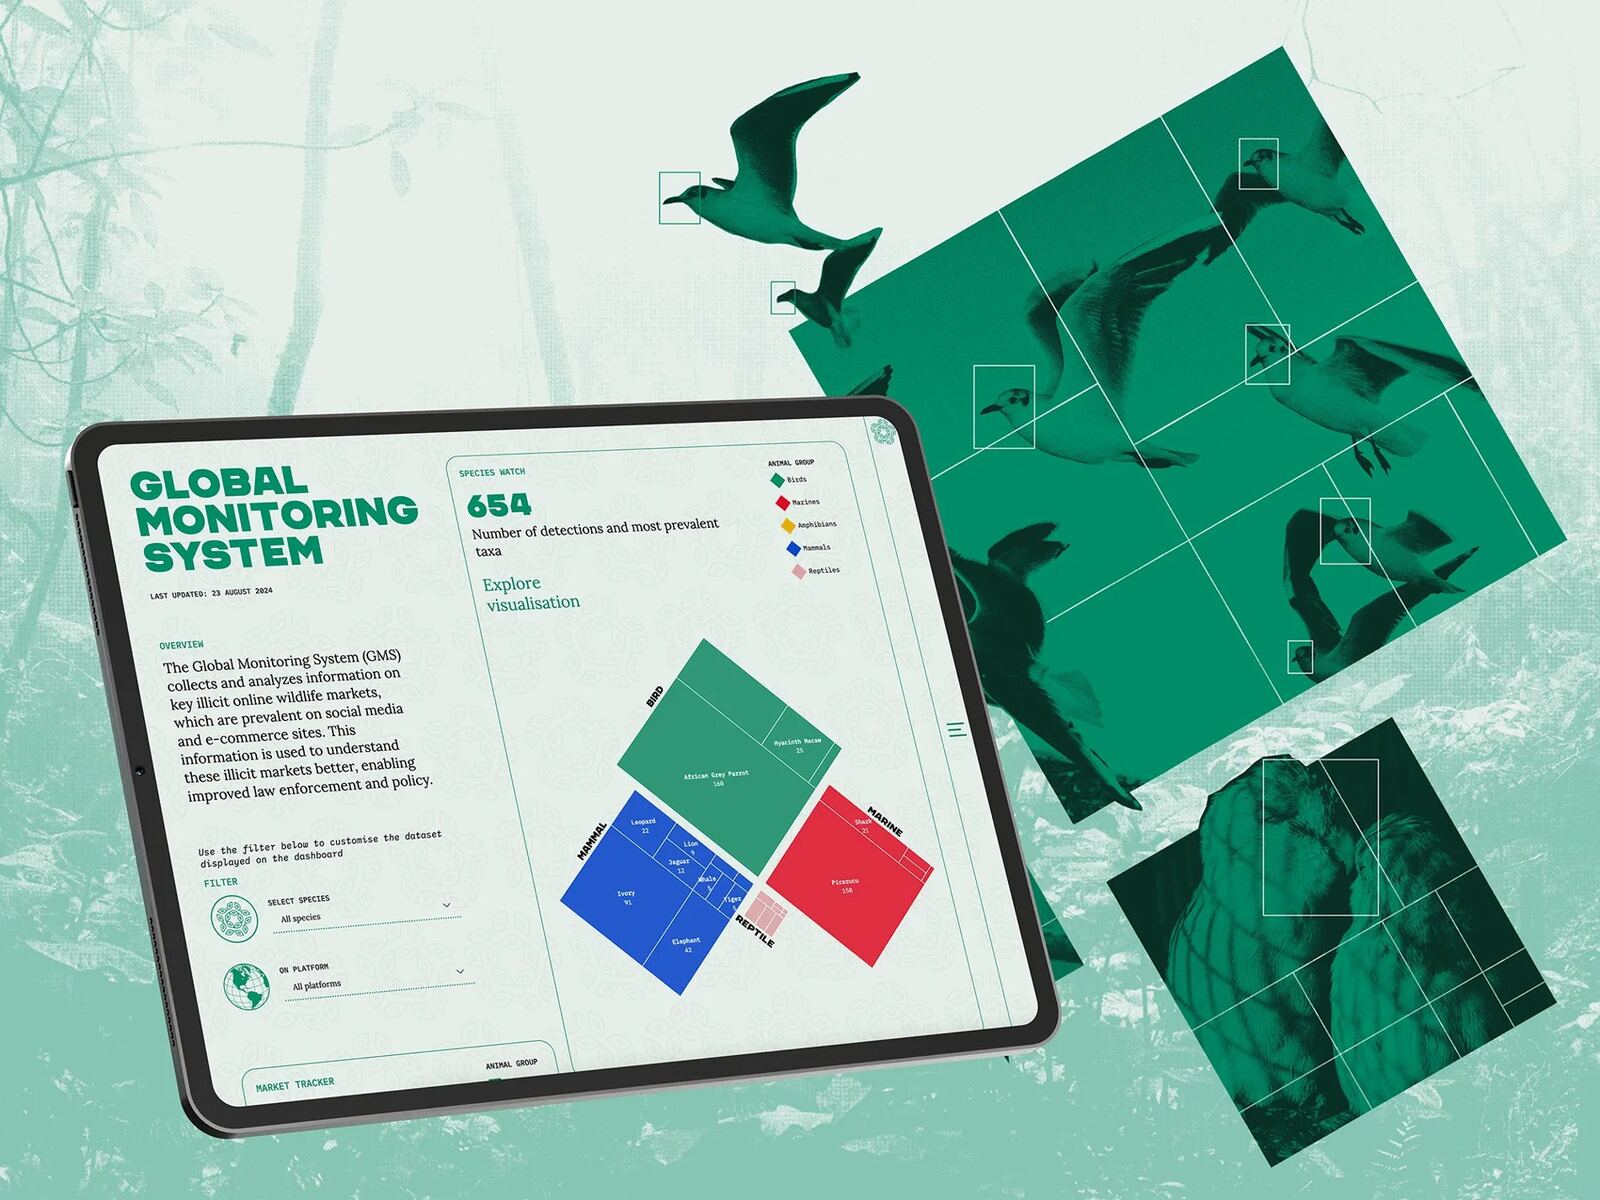 GLOBAL
MONITORING
SYSTEM
LAST UPDATED: 23 AUGUST 2024
OVERVIEW
The Global Monitoring System (GMS)
collects and analyzes information on
key illicit online wildlife markets,
which are prevalent on social media
and e-commerce sites. This
information is used to understand
these illicit markets better, enabling
improved law enforcement and policy.
Use the filter below to customise the dataset
displayed on the dashboard
FILTER
SELECT SPECIES
All species
ON PLATFORM
All platforms
MARKET TRACKER
ANIMAL GROUP
SPECIES WATCH
654
Number of detections and most prevalent
taxa
Explore
visualisation
ANIMAL GROUP
Birds
Marines
Amphibians
Mammals
Reptiles
BIRD
Hyacinth Macaw
25
African Grey Parrot
160
MAMMAL
Leopard
22
Lion
9
Jaguar
12
Whale
5
Tiger
Ivory
91
Elephant
42
MARINE
Shark
21
Pirarucu
150
REPTILE